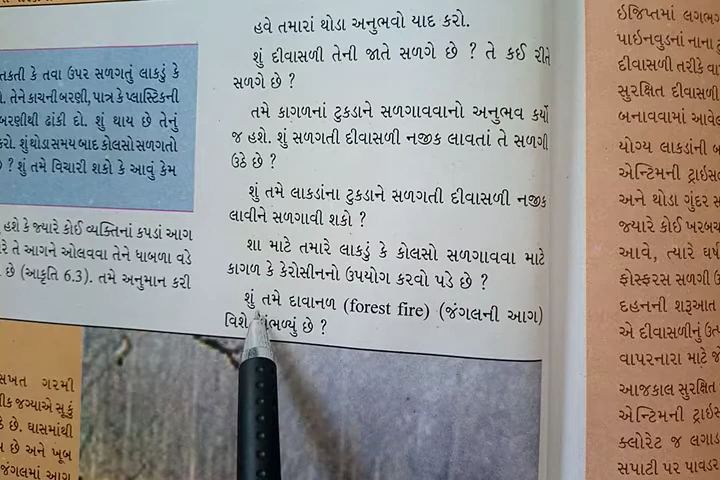 હવે તમારાં થોડા અનુભવો યાદ કરો.
શું દીવાસળી તેની જાતે સળગે છે ? તે કઈ રીતે
સળગે છે ?
તમે કાગળનાં ટુકડાને સળગાવવાનો અનુભવ કર્યો
જ હશે. શું સળગતી દીવાસળી નજીક લાવતાં તે સળગી
ઉઠે છે ?
શું તમે લાકડાંના ટુકડાને સળગતી દીવાસળી નજીક
લાવીને સળગાવી શકો ?
શા માટે તમારે લાકડું કે કોલસો સળગાવવા માટે
કાગળ કે કેરોસીનનો ઉપયોગ કરવો પડે છે ?
શું તમે દાવાનળ (forest fire) (જંગલની આગ)
વિશે છે ?
તકતી કે તવા ઉપર સળગતું લાકડું કે
તેને કાચની બરણી, પાત્ર કે પ્લાસ્ટિકની
બરણીથી ઢાંકી દો. શું થાય છે તેનું
કરો. શું થોડા સમય બાદ કોલસો સળગતો
? શું તમે વિચારી શકો કે આવું કેમ
હશે કે જ્યારે કોઈ વ્યક્તિનાં કપડાં આગ
તે આગને ઓલવવા તેને ધાબળા વડે
છે (આકૃતિ 6.3). તમે અનુમાન કરી
સખત ગરમી
જગ્યાએ સૂકું
છે. ઘાસમાંથી
છે અને ખૂબ
જંગલમાં આગ
ઇજિપ્તમાં લગભગ
પાઇનવુડનાં નાના
દીવાસળી તરીકે
સુરક્ષિત દીવાસળી
બનાવવામાં
યોગ્ય લાકડાંની
એન્ટિમની
અને થોડા ગુંદર
જ્યારે કોઈ
આવે, ત્યારે
ફોસ્ફરસ સળગી
દહનની શરૂઆત
એ દીવાસળીનું
વાપરનારા માટે
આજકાલ સુરક્ષિત
એન્ટિમની
ક્લોરેટ જ
સપાટી પર પાવડર